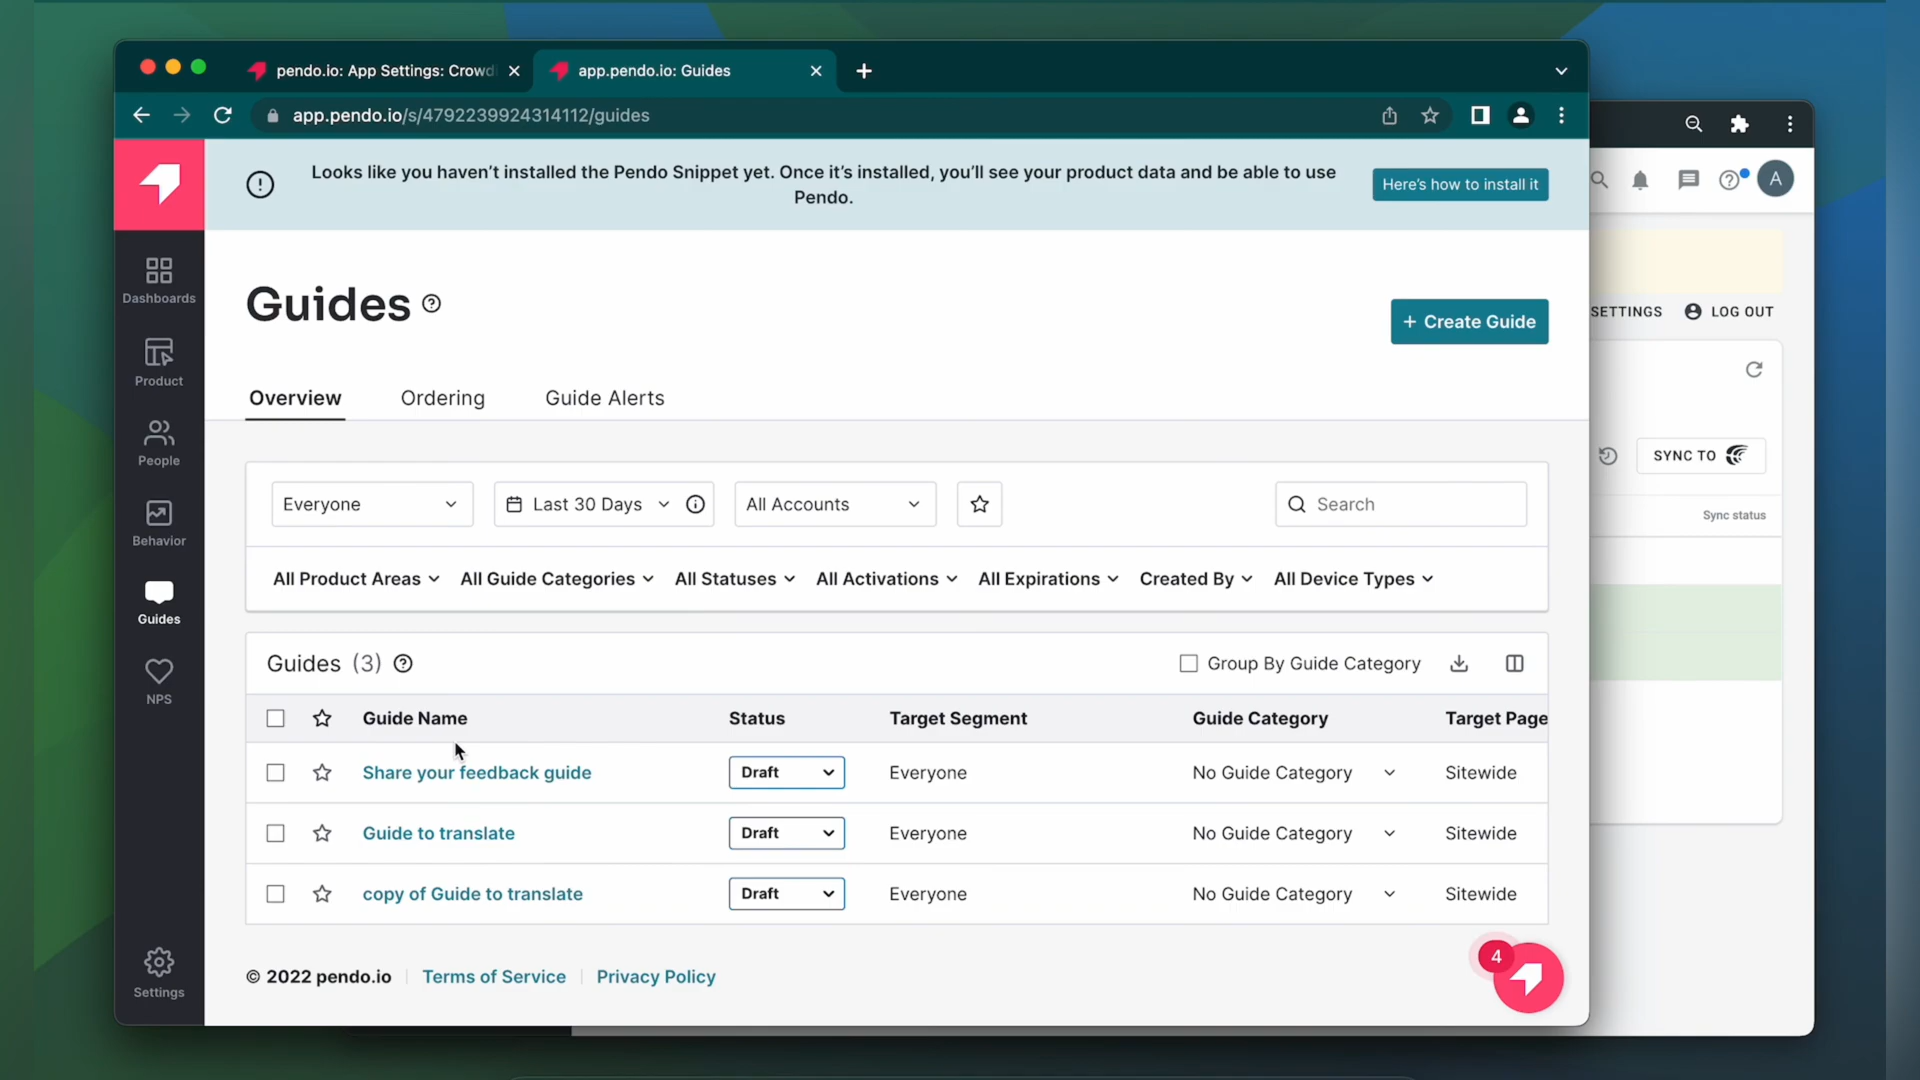 pendo.io: App Settings: Crowdi
app.pendo.io: Guides
app.pendo.io/s/4792239924314112/guides
Looks like you haven’t installed the Pendo Snippet yet. Once it’s installed, you’ll see your product data and be able to use
Pendo.
Here’s how to install it
A
Dashboards
Product
People
Behavior
Guides
NPS
Settings
Guides
+ Create Guide
SETTINGS
LOG OUT
Overview
Ordering
Guide Alerts
SYNC TO
Sync status
Everyone
Last 30 Days
All Accounts
Search
All Product Areas
All Guide Categories
All Statuses
All Activations
All Expirations
Created By
All Device Types
Guides (3)
Group By Guide Category
Guide Name
Status
Target Segment
Guide Category
Target Page
Share your feedback guide
Draft
Everyone
No Guide Category
Sitewide
Guide to translate
Draft
Everyone
No Guide Category
Sitewide
copy of Guide to translate
Draft
Everyone
No Guide Category
Sitewide
© 2022 pendo.io
Terms of Service
Privacy Policy
4